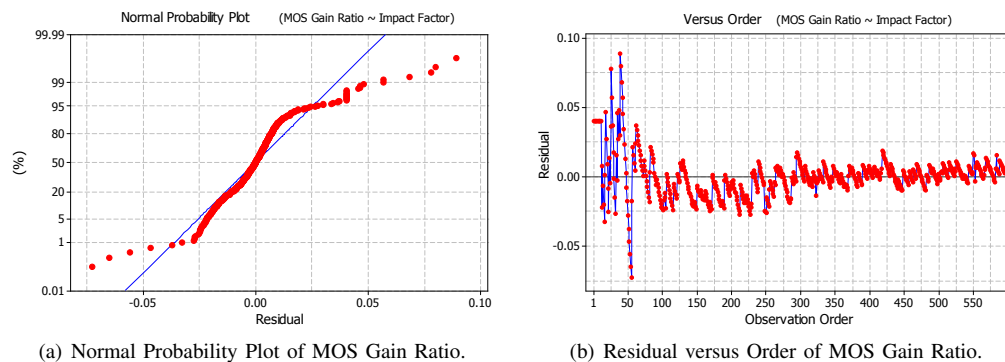 Normal Probability Plot (MOS Gain Ratio ~ Impact Factor)
99.99
99
95
80
50
20
5
1
0.01
(%)
-0.05 0.00 0.05 0.10
Residual
(a) Normal Probability Plot of MOS Gain Ratio.
Versus Order (MOS Gain Ratio ~ Impact Factor)
0.10
0.05
0.00
-0.05
Residual
1 50 100 150 200 250 300 350 400 450 500 550
Observation Order
(b) Residual versus Order of MOS Gain Ratio.